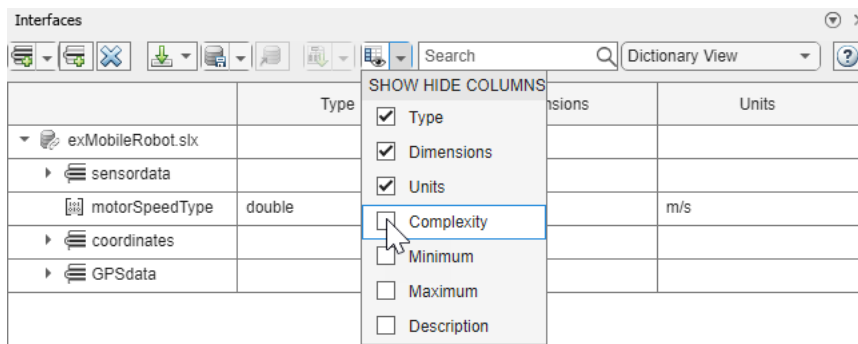 Interfaces
Search
Dictionary View
?
SHOW HIDE COLUMNS
Type
nsions
Units
Type
Dimensions
Units
Complexity
Minimum
Maximum
Description
exMobileRobot.slx
sensordata
motorSpeedType double m/s
coordinates
GPSdata